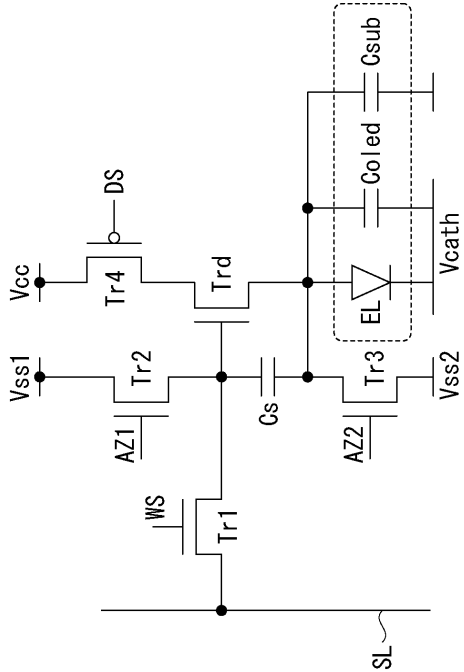 Vss1
Vcc
DS
AZ1
Tr2
Tr4
Trd
WS
Tr1
Cs
EL
Coled
Csub
AZ2
Tr3
SL
Vss2
Vcath